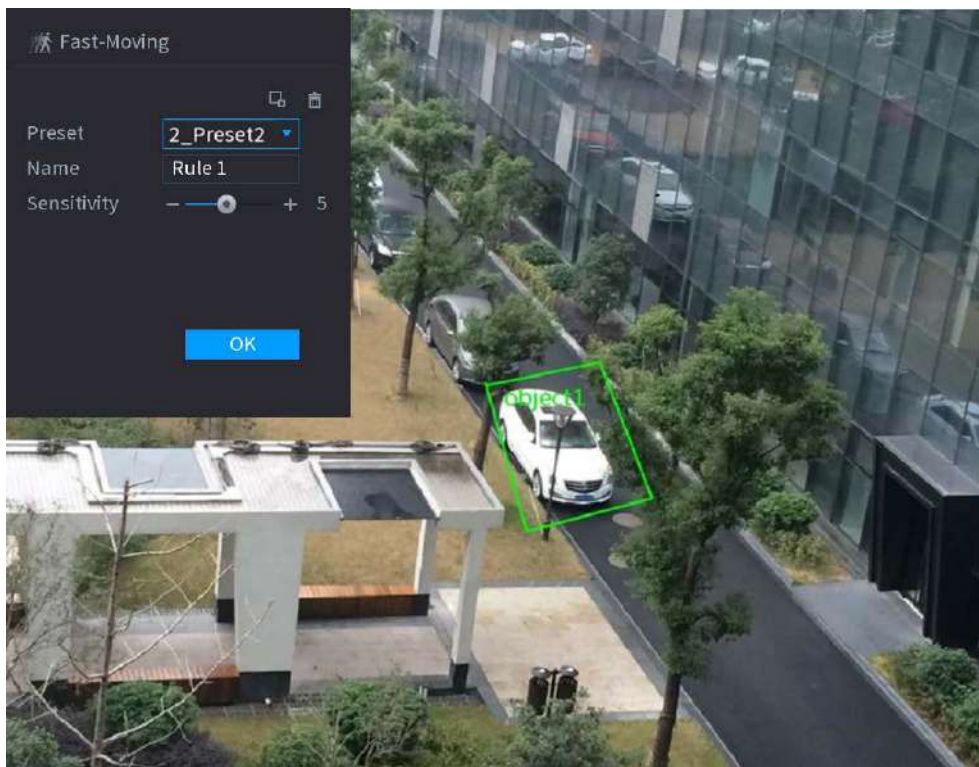 Fast-Moving
Preset 2_Preset2
Name Rule 1
Sensitivity − + 5
OK
object1